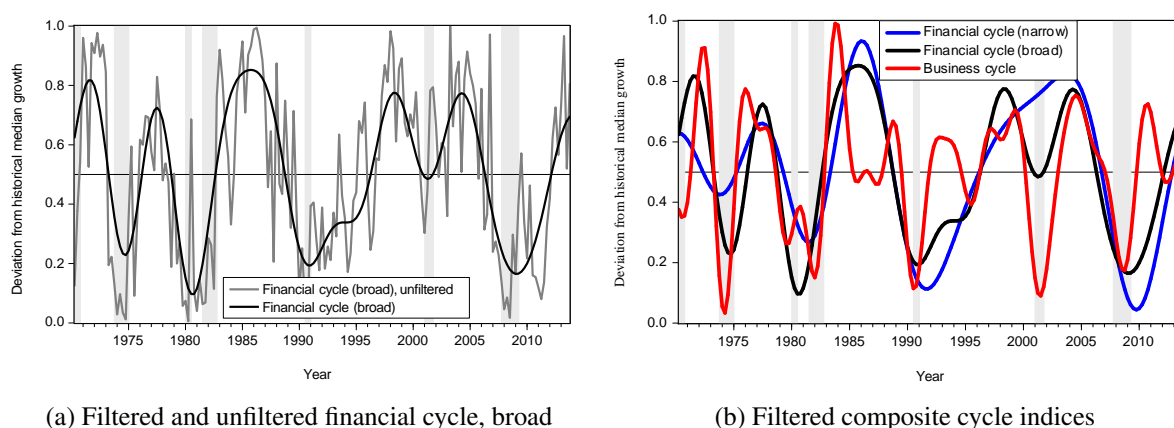 Deviation from historical median growth
1.0
0.8
0.6
0.4
0.2
0.0
Financial cycle (broad), unfiltered
Financial cycle (broad)
1975
1980
1985
1990
1995
2000
2005
2010
Year
(a) Filtered and unfiltered financial cycle, broad
Deviation from historical median growth
1.0
0.8
0.6
0.4
0.2
0.0
Financial cycle (narrow)
Financial cycle (broad)
Business cycle
1975
1980
1985
1990
1995
2000
2005
2010
Year
(b) Filtered composite cycle indices